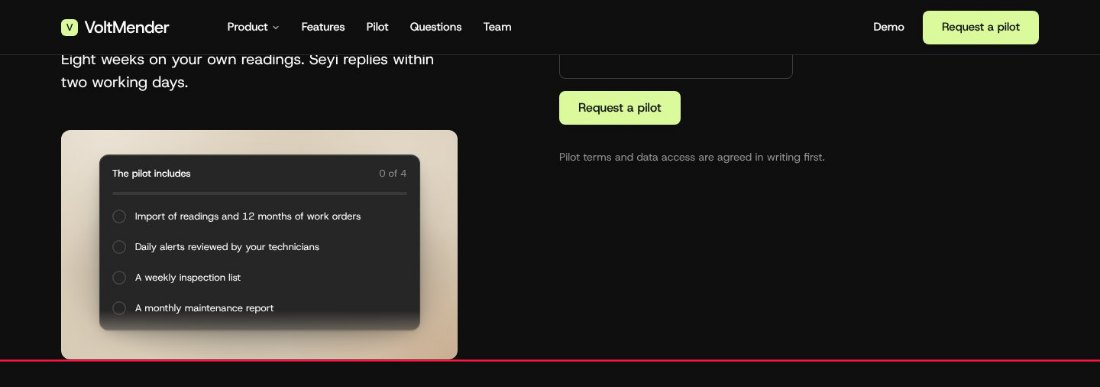 V VoltMender
Product
Features
Pilot
Questions
Team
Demo
Request a pilot
Eight weeks on your own readings. Seyi replies within
two working days.
The pilot includes
0 of 4
Import of readings and 12 months of work orders
Daily alerts reviewed by your technicians
A weekly inspection list
A monthly maintenance report
Request a pilot
Pilot terms and data access are agreed in writing first.